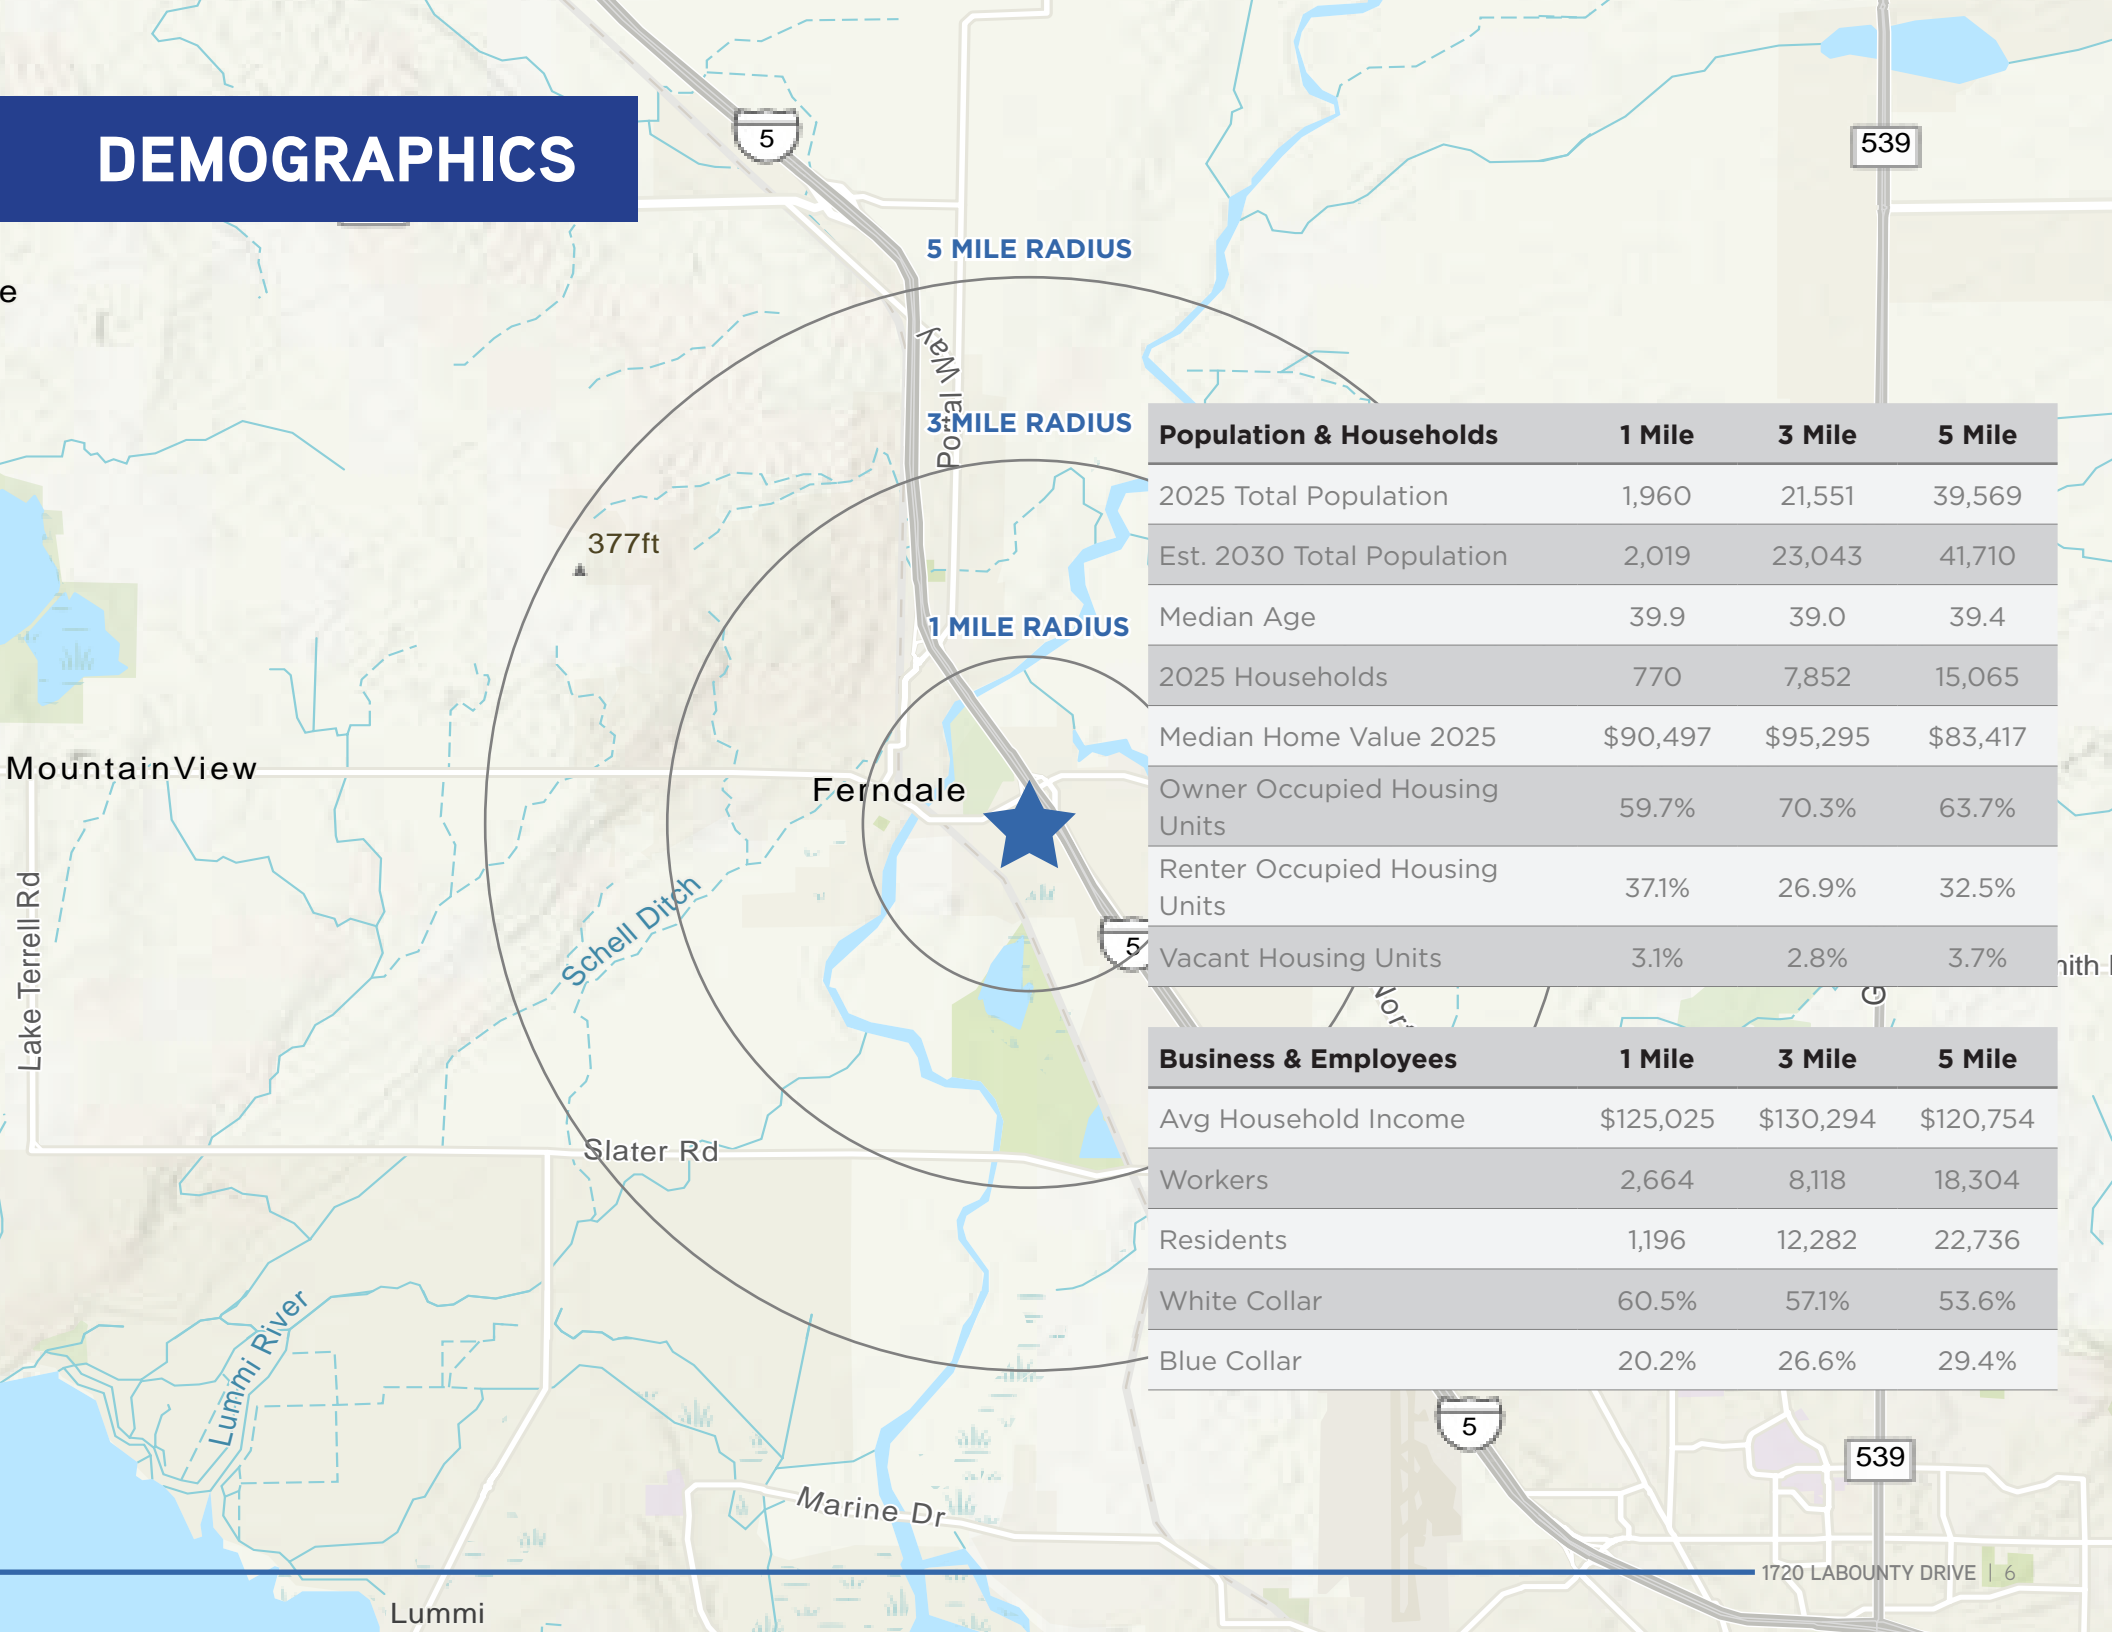 DEMOGRAPHICS
5
539
5 MILE RADIUS
e
Portal Way
3 MILE RADIUS
377ft
1 MILE RADIUS
MountainView
Ferndale
Lake Terrell Rd
Schell Ditch
5
Population & Households 1 Mile 3 Mile 5 Mile
2025 Total Population 1,960 21,551 39,569
Est. 2030 Total Population 2,019 23,043 41,710
Median Age 39.9 39.0 39.4
2025 Households 770 7,852 15,065
Median Home Value 2025 $90,497 $95,295 $83,417
Owner Occupied Housing
Units 59.7% 70.3% 63.7%
Renter Occupied Housing
Units 37.1% 26.9% 32.5%
Vacant Housing Units 3.1% 2.8% 3.7%
G
Business & Employees 1 Mile 3 Mile 5 Mile
Avg Household Income $125,025 $130,294 $120,754
Workers 2,664 8,118 18,304
Residents 1,196 12,282 22,736
White Collar 60.5% 57.1% 53.6%
Blue Collar 20.2% 26.6% 29.4%
Slater Rd
Lummi River
5
539
Marine Dr
1720 LABOUNTY DRIVE | 6
Lummi